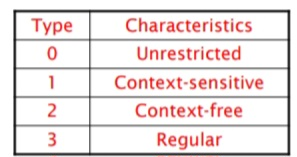 Type Characteristics
0 Unrestricted
1 Context-sensitive
2 Context-free
3 Regular